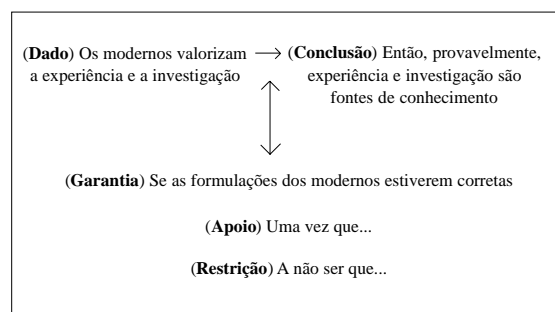 (Dado) Os modernos valorizam
a experiência e a investigação
(Conclusão) Então, provavelmente,
experiência e investigação são
fontes de conhecimento
(Garantia) Se as formulações dos modernos estiverem corretas
(Apoio) Uma vez que...
(Restrição) A não ser que...